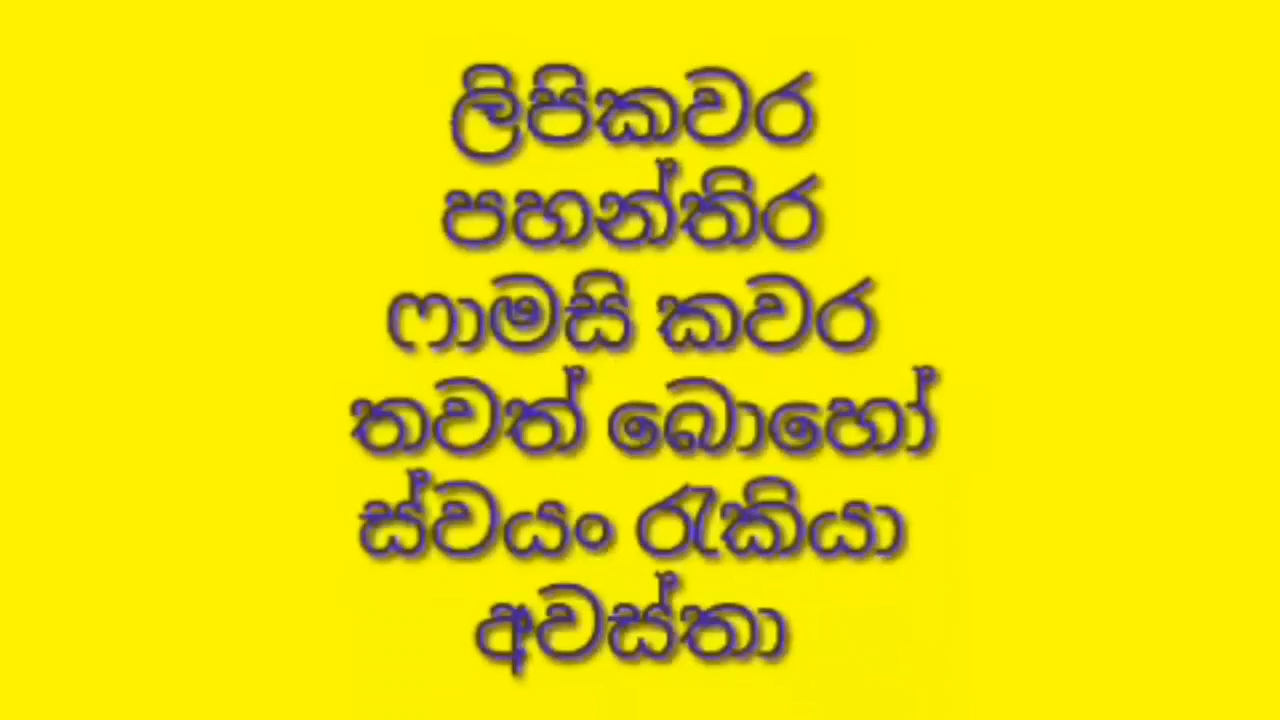 ලිපිකවර
පහන්තිර
ෆාමසි කවර
තවත් බොහෝ
ස්වයං රැකියා
අවස්තා